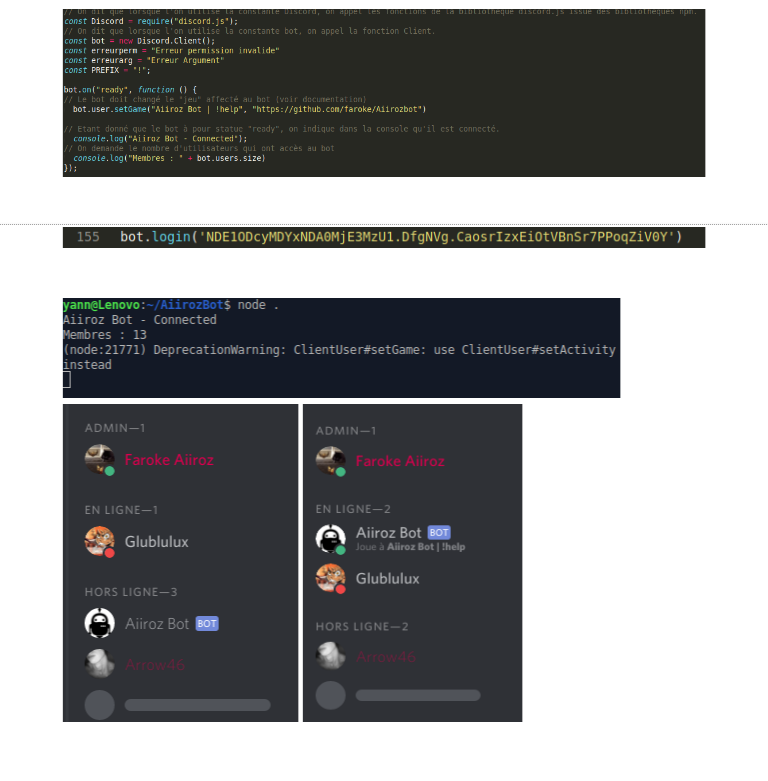 // On dit que lorsque l'on utilise la constante Discord, on appel les fonctions de la bibliothèque discord.js issue des bibliothèques npm.
const Discord = require("discord.js");
// On dit que lorsque l'on utilise la constante bot, on appel la fonction Client.
const bot = new Discord.Client();
const erreurperm = "Erreur permission invalide"
const erreurarg = "Erreur Argument"
const PREFIX = "!";
bot.on("ready", function () {
// Le bot doit changé le "jeu" affecté au bot (voir documentation)
bot.user.setGame("Aiiroz Bot | !help", "https://github.com/faroke/Aiirozbot")
// Etant donné que le bot à pour statue "ready", on indique dans la console qu'il est connecté.
console.log("Aiiroz Bot - Connected");
// On demande le nombre d'utilisateurs qui ont accès au bot
console.log("Membres : " + bot.users.size)
});
155 bot.login('NDE1ODcyMDYxNDA0MjE3MzU1.DfgNVg.CaosrIzxEiOtVBnSr7PPoqZiV0Y')
yann@Lenovo:~/AiirozBot$ node .
Aiiroz Bot - Connected
Membres : 13
(node:21771) DeprecationWarning: ClientUser#setGame: use ClientUser#setActivity
instead
ADMIN—1
Faroke Aiiroz
EN LIGNE—1
Glublulux
HORS LIGNE—3
Aiiroz Bot BOT
Arrow46
ADMIN—1
Faroke Aiiroz
EN LIGNE—2
Aiiroz Bot BOT
Joue à Aiiroz Bot | !help
Glublulux
HORS LIGNE—2
Arrow46